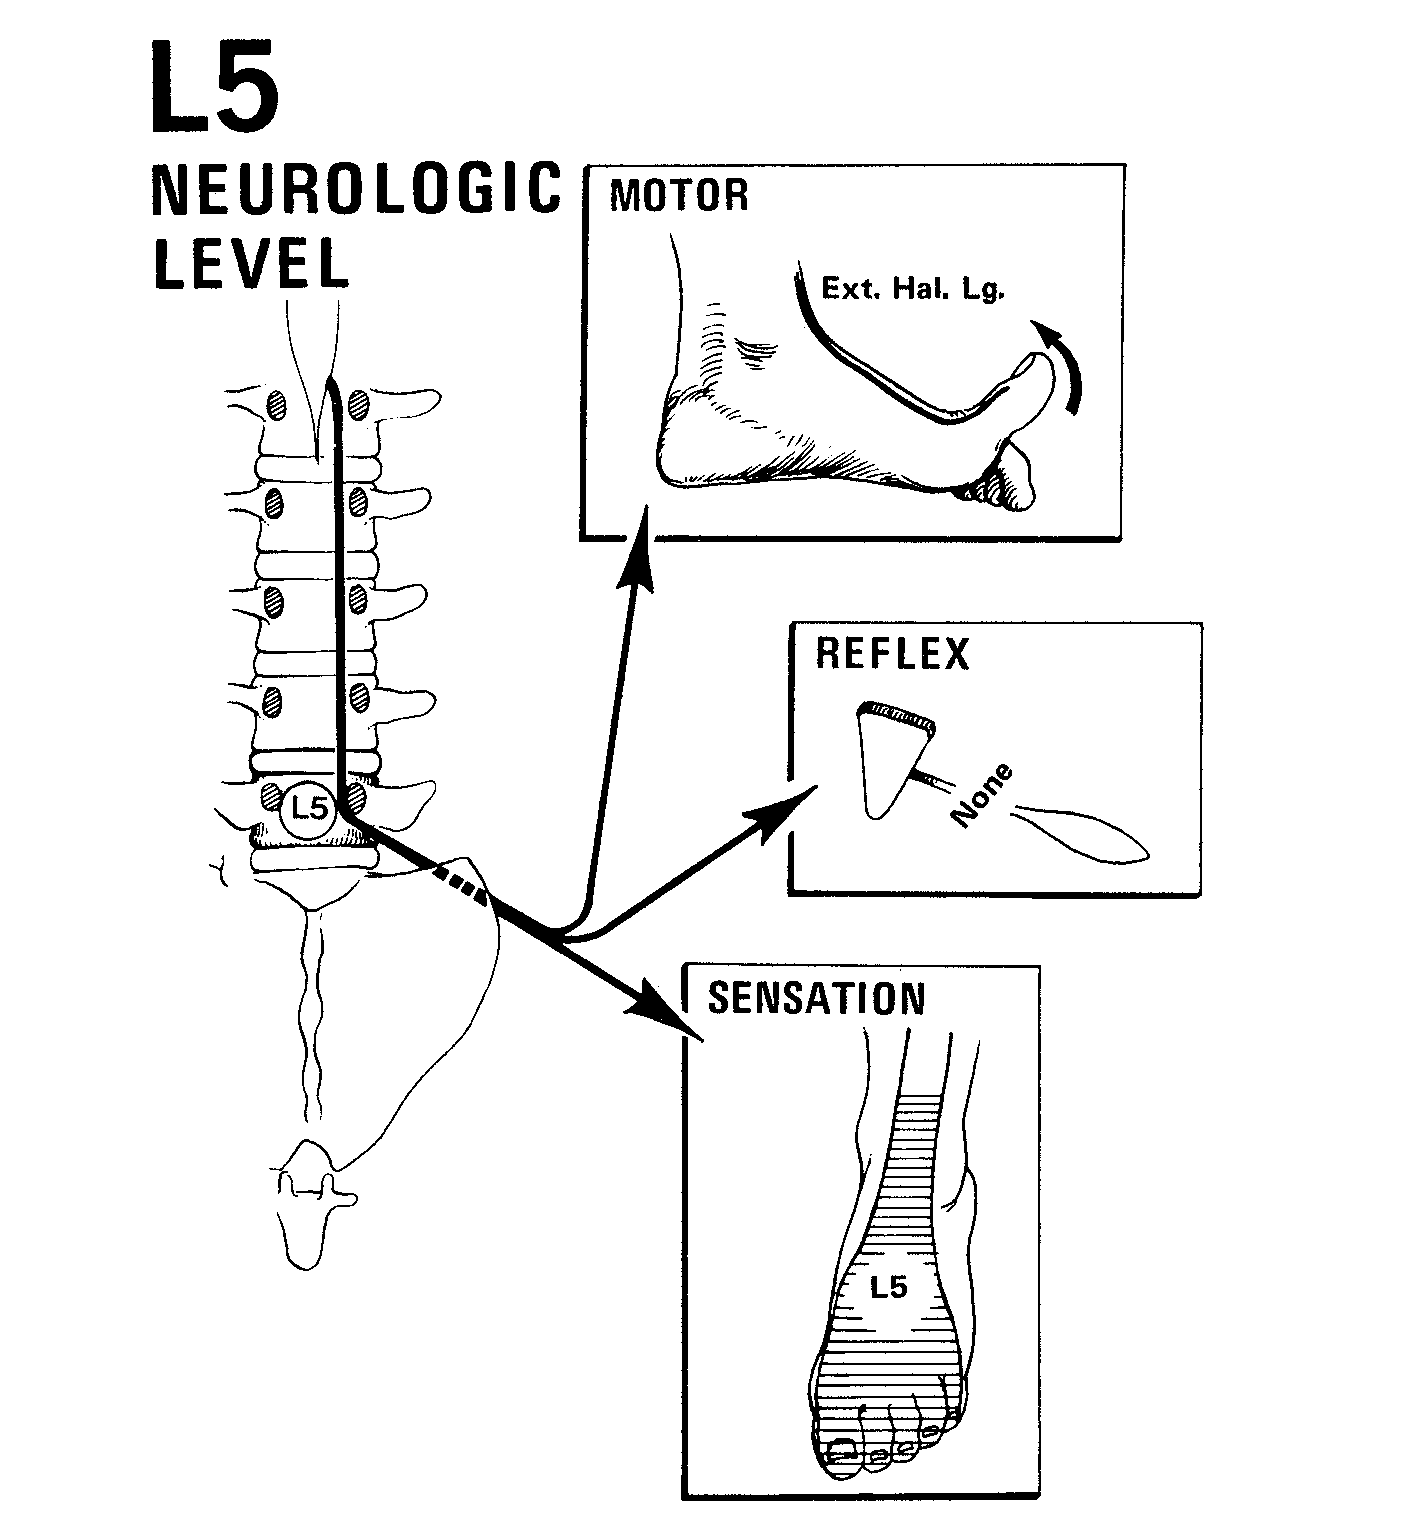 L5
NEUROLOGIC
LEVEL
MOTOR
Ext. Hal. Lg.
REFLEX
None
L5
SENSATION
L5